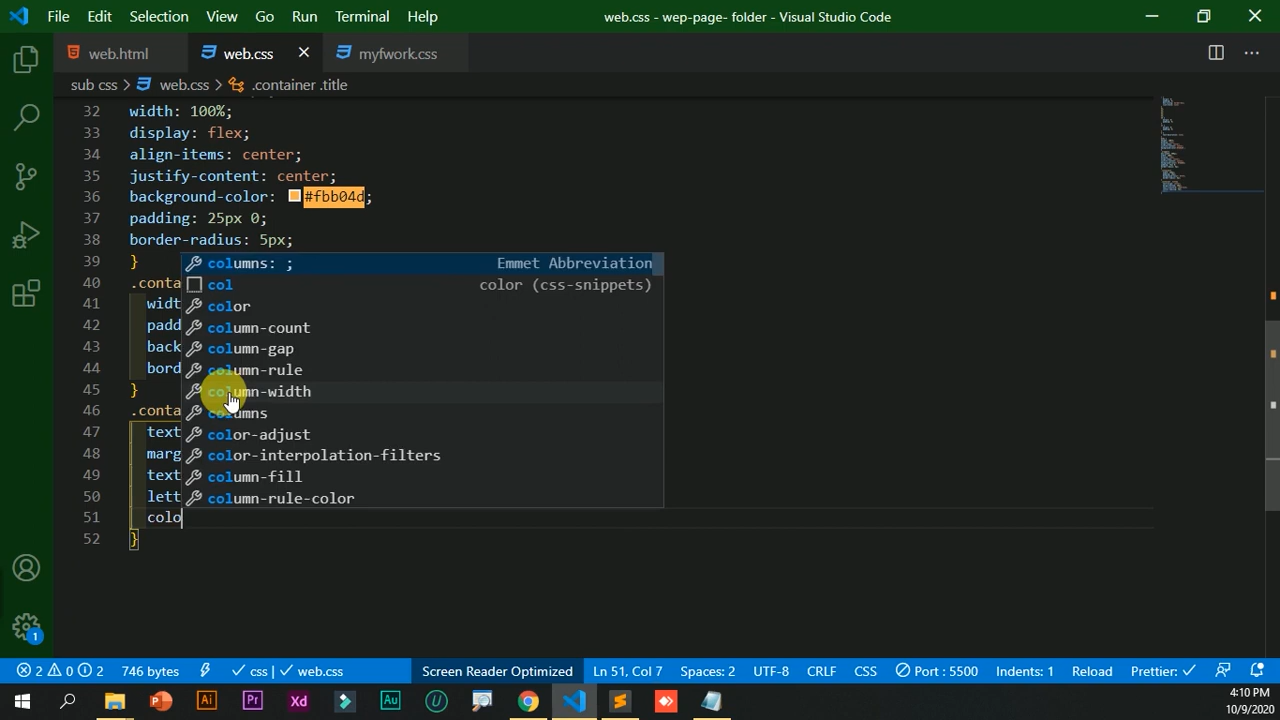 File Edit Selection View Go Run Terminal Help web.css - wep-page- folder - Visual Studio Code
web.html web.css myfwork.css
sub css > web.css > .container .title
32 width: 100%;
33 display: flex;
34 align-items: center;
35 justify-content: center;
36 background-color: #fbb04d;
37 padding: 25px 0;
38 border-radius: 5px;
39 }
columns: ; Emmet Abbreviation
40 .conta
col color (css-snippets)
41 widt
color
42 padd
column-count
43 back
column-gap
44 bord
column-rule
45 }
column-width
46 .conta
columns
47 text
color-adjust
48 marg
color-interpolation-filters
49 text
column-fill
50 lett
column-rule-color
51 colo
52 }
1 2 0 2 746 bytes css | web.css Screen Reader Optimized Ln 51, Col 7 Spaces: 2 UTF-8 CRLF CSS Port : 5500 Indents: 1 Reload Prettier:
Ai Pr Xd Au U 4:10 PM
10/9/2020